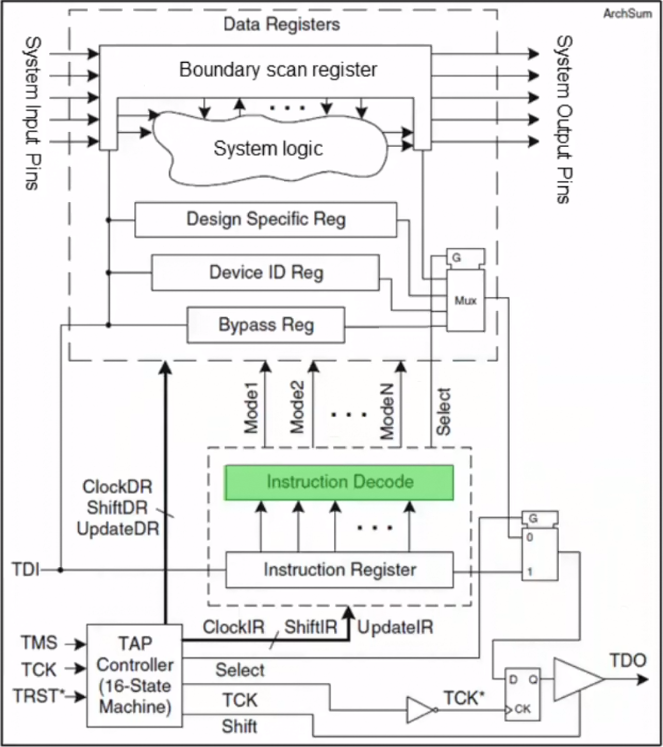 ArchSum
Data Registers
System Input Pins
Boundary scan register
System Output Pins
System logic
Design Specific Reg
Device ID Reg
Bypass Reg
G
Mux
Mode1
Mode2
ModeN
Select
ClockDR
ShiftDR
UpdateDR
Instruction Decode
Instruction Register
TDI
G
0
1
ClockIR
ShiftIR
UpdateIR
TMS
TCK
TRST*
TAP
Controller
(16-State
Machine)
Select
TCK
Shift
TCK*
D Q
CK
TDO